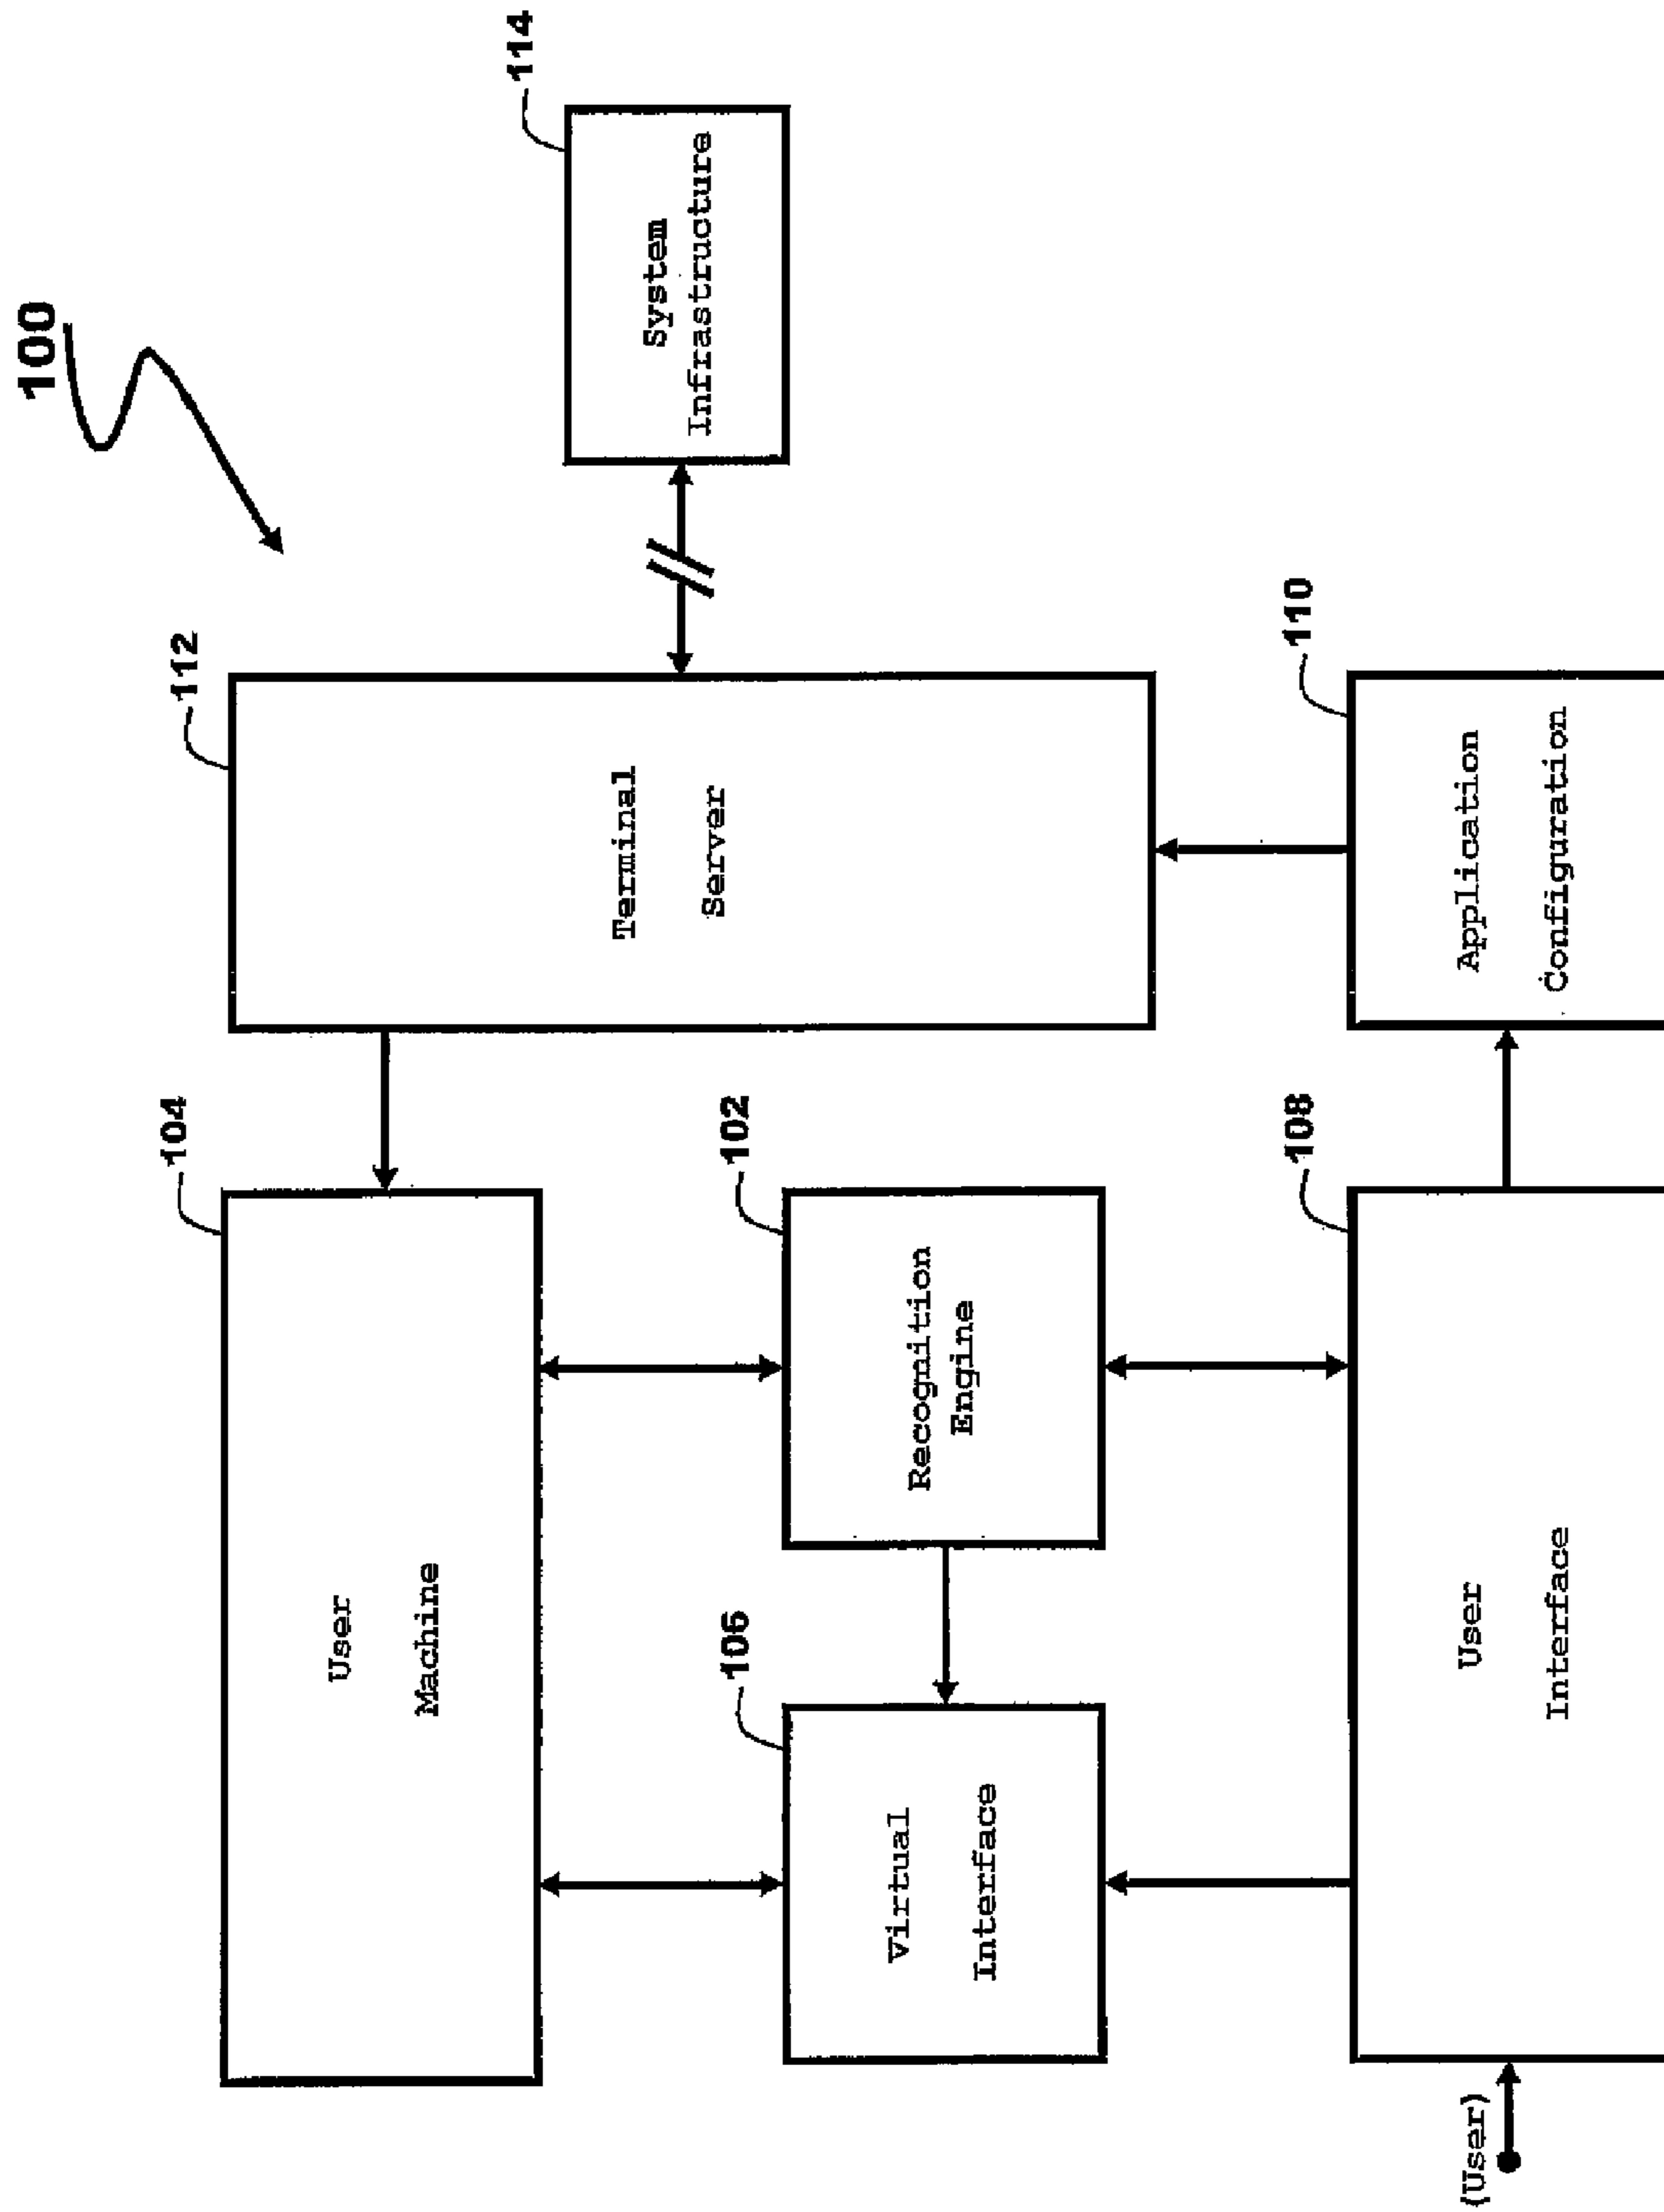 100
104
User
Machine
112
Terminal
Server
114
System
Infrastructure
106
Virtual
Interface
102
Recognition
Engine
108
User
Interface
110
Application
Configuration
(User)